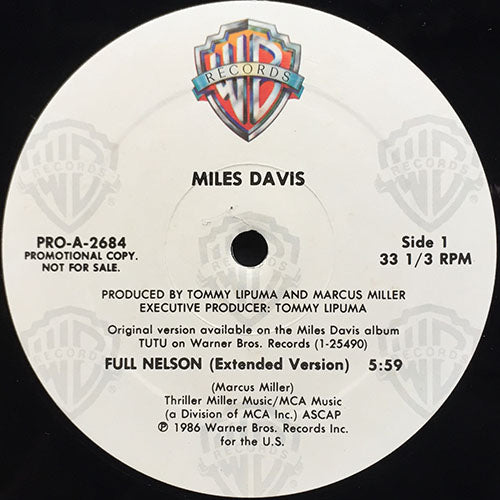 WB
RECORDS
MILES DAVIS
PRO-A-2684
PROMOTIONAL COPY.
NOT FOR SALE.
Side 1
33 1/3 RPM
PRODUCED BY TOMMY LIPUMA AND MARCUS MILLER
EXECUTIVE PRODUCER: TOMMY LIPUMA
Original version available on the Miles Davis album
TUTU on Warner Bros. Records (1-25490)
FULL NELSON (Extended Version) 5:59
(Marcus Miller)
Thriller Miller Music/MCA Music
(a Division of MCA Inc.) ASCAP
℗ 1986 Warner Bros. Records Inc.
for the U.S.